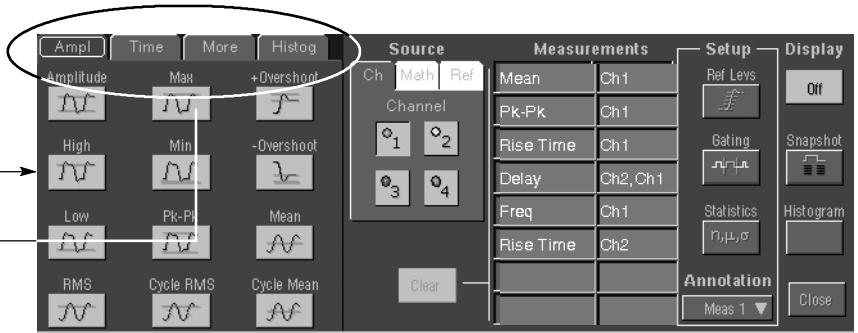 Ampl Time More Histog
Amplitude Max +Overshoot
High Min -Overshoot
Low Pk-Pk Mean
RMS Cycle RMS Cycle Mean
Source
Ch Math Ref
Channel
1 2
3 4
Clear
Measurements
Mean Ch1
Pk-Pk Ch1
Rise Time Ch1
Delay Ch2,Ch1
Freq Ch1
Rise Time Ch2
Setup
Ref Levs
Gating
Statistics
n,μ,σ
Annotation
Meas 1 ▼
Display
Off
Snapshot
Histogram
Close